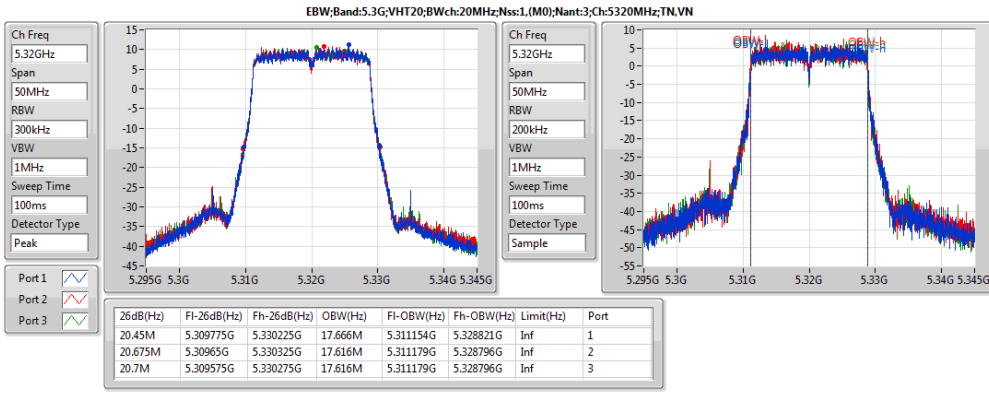 EBW;Band:5.3G;VHT20;BWch:20MHz;Nss:1,(M0);Nant:3;Ch:5320MHz;TN,VN
Ch Freq
5.32GHz
Span
50MHz
RBW
300kHz
VBW
1MHz
Sweep Time
100ms
Detector Type
Peak
15
10
5
0
-5
-10
-15
-20
-25
-30
-35
-40
-45
5.295G 5.3G 5.31G 5.32G 5.33G 5.34G 5.345G
Ch Freq
5.32GHz
Span
50MHz
RBW
200kHz
VBW
1MHz
Sweep Time
100ms
Detector Type
Sample
10
5
0
-5
-10
-15
-20
-25
-30
-35
-40
-45
-50
-55
5.295G 5.3G 5.31G 5.32G 5.33G 5.34G 5.345G
Port 1
Port 2
Port 3
26dB(Hz) Fl-26dB(Hz) Fh-26dB(Hz) OBW(Hz) Fl-OBW(Hz) Fh-OBW(Hz) Limit(Hz) Port
20.45M 5.309775G 5.330225G 17.666M 5.311154G 5.328821G Inf 1
20.675M 5.30965G 5.330325G 17.616M 5.311179G 5.328796G Inf 2
20.7M 5.309575G 5.330275G 17.616M 5.311179G 5.328796G Inf 3